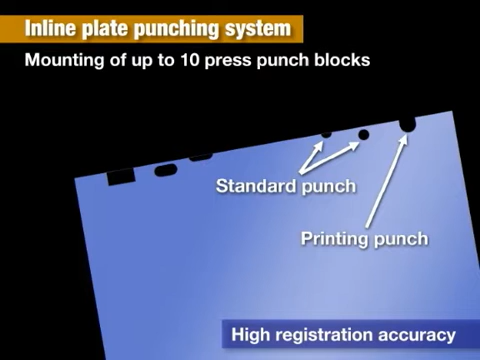 Inline plate punching system
Mounting of up to 10 press punch blocks
Standard punch
Printing punch
High registration accuracy